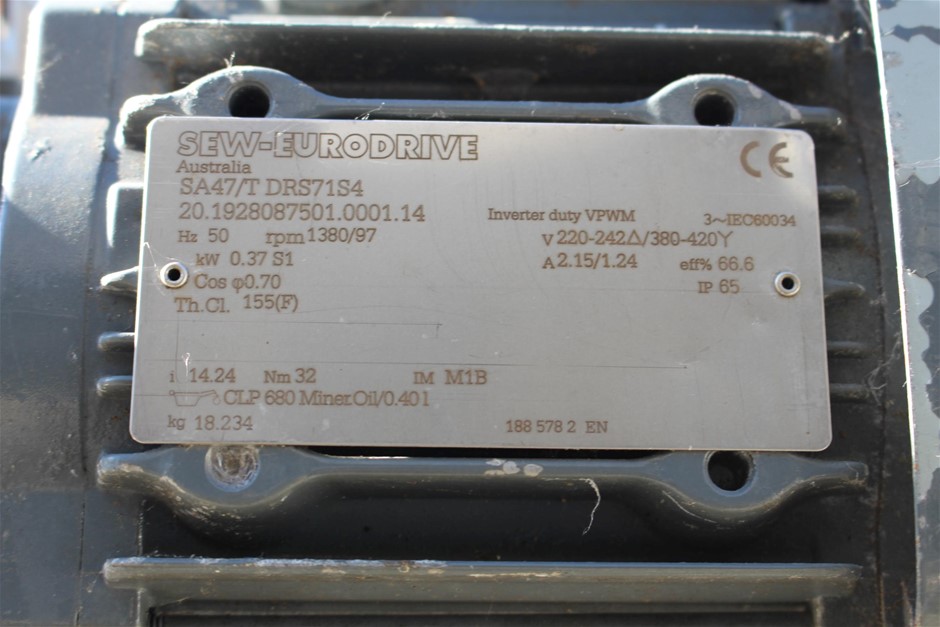 SEW-EURODRIVE
Australia
SA47/T DRS71S4
20.1928087501.0001.14 Inverter duty VPWM 3~IEC60034
Hz 50 rpm 1380/97 V 220-242△/380-420Y
kW 0.37 S1 A 2.15/1.24 eff% 66.6
Cos φ0.70 IP 65
Th.Cl. 155(F)
i 14.24 Nm 32 IM M1B
CLP 680 Miner.Oil/0.40 l
kg 18.234 188 578 2 EN
CE